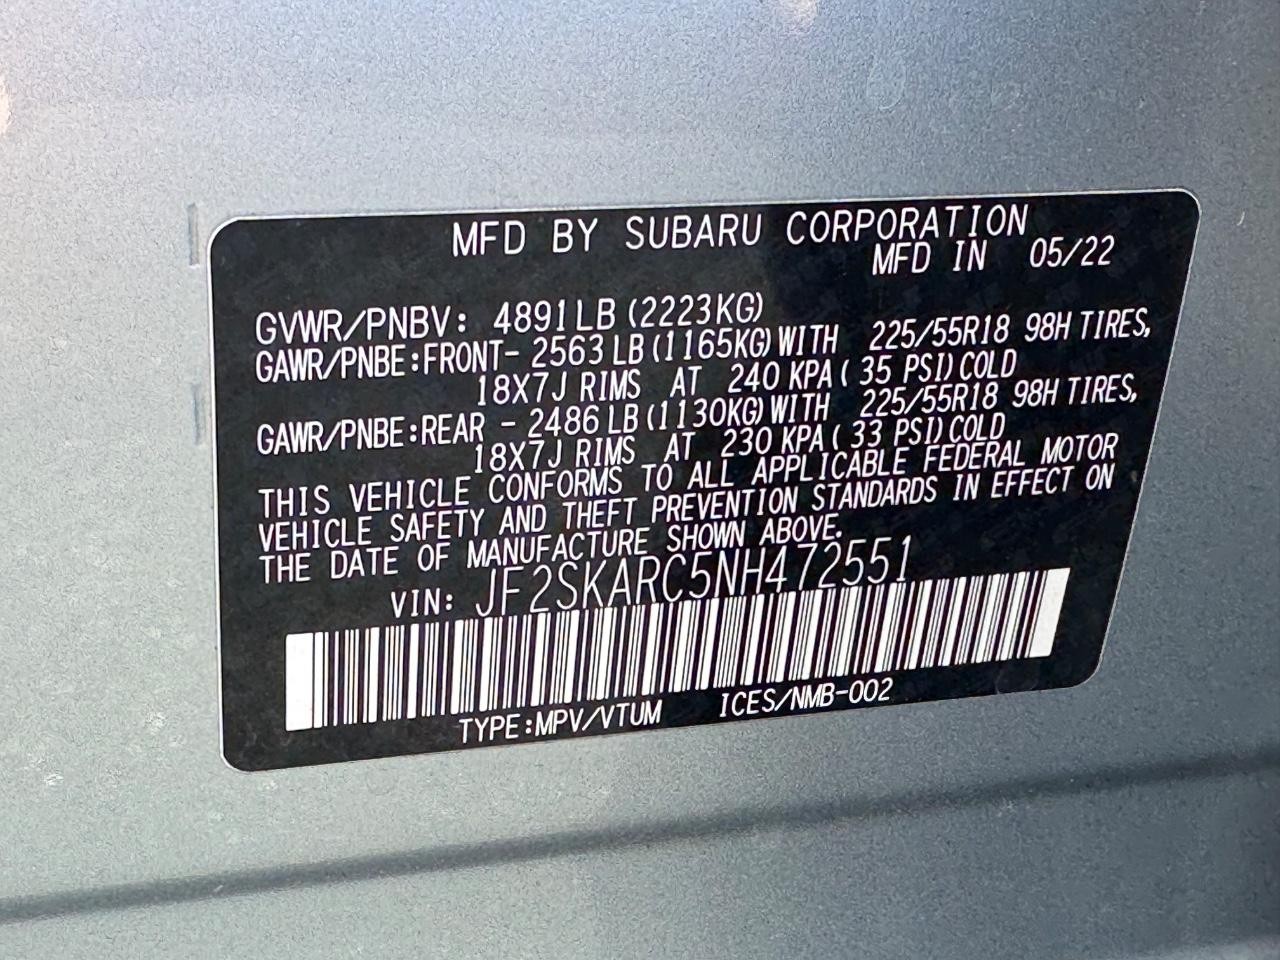 MFD BY SUBARU CORPORATION
MFD IN 05/22
GVWR/PNBV: 4891LB (2223KG)
GAWR/PNBE:FRONT- 2563 LB (1165KG) WITH 225/55R18 98H TIRES,
18X7J RIMS AT 240 KPA ( 35 PSI) COLD
GAWR/PNBE:REAR - 2486 LB (1130KG) WITH 225/55R18 98H TIRES,
18X7J RIMS AT 230 KPA ( 33 PSI) COLD
THIS VEHICLE CONFORMS TO ALL APPLICABLE FEDERAL MOTOR
VEHICLE SAFETY AND THEFT PREVENTION STANDARDS IN EFFECT ON
THE DATE OF MANUFACTURE SHOWN ABOVE.
VIN: JF2SKARC5NH472551
TYPE:MPV/VTUM ICES/NMB-002